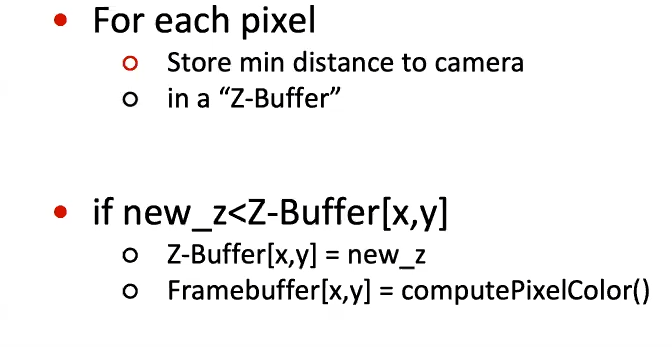 • For each pixel
○ Store min distance to camera
○ in a “Z-Buffer”
• if new_z<Z-Buffer[x,y]
○ Z-Buffer[x,y] = new_z
○ Framebuffer[x,y] = computePixelColor()